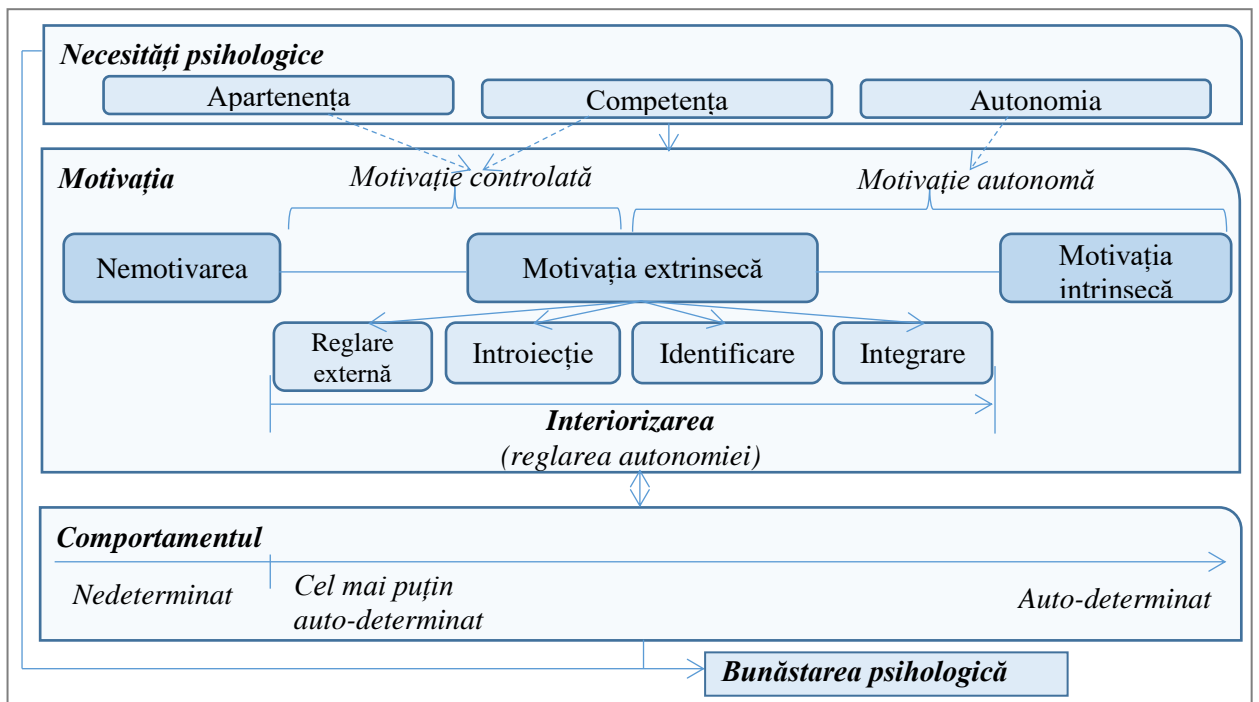 Necesități psihologice
Apartenența
Competența
Autonomia
Motivația
Motivație controlată
Motivație autonomă
Nemotivarea
Motivația extrinsecă
Motivația
intrinsecă
Reglare
externă
Introiecție
Identificare
Integrare
Interiorizarea
(reglarea autonomiei)
Comportamentul
Nedeterminat
Cel mai puțin
auto-determinat
Auto-determinat
Bunăstarea psihologică